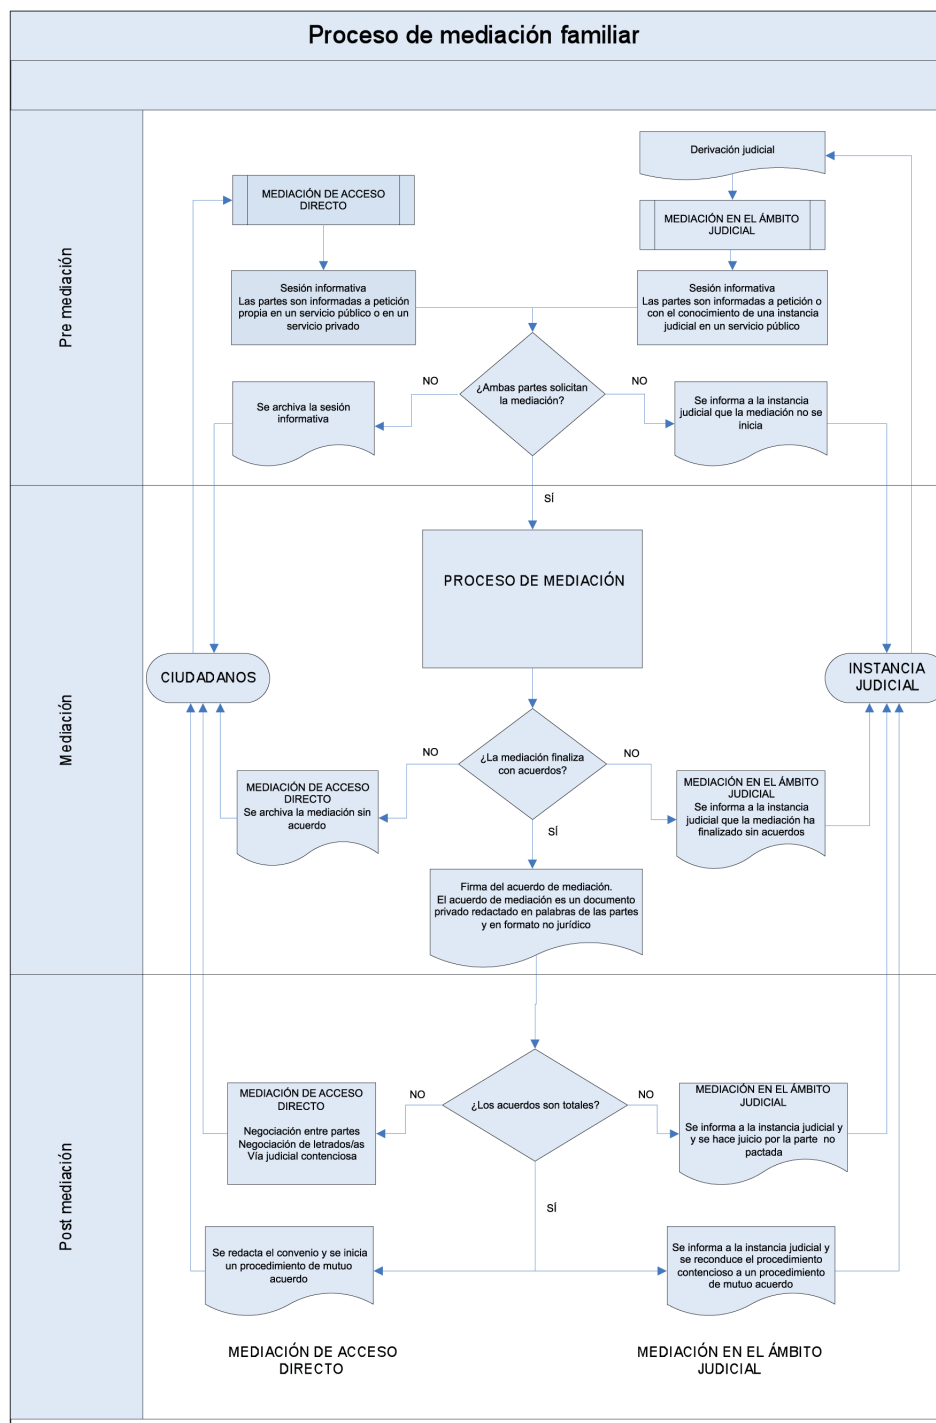 Proceso de mediación familiar
Pre mediación
Derivación judicial
MEDIACIÓN DE ACCESO
DIRECTO
MEDIACIÓN EN EL ÁMBITO
JUDICIAL
Sesión informativa
Las partes son informadas a petición
propia en un servicio público o en un
servicio privado
Sesión informativa
Las partes son informadas a petición o
con el conocimiento de una instancia
judicial en un servicio público
¿Ambas partes solicitan
la mediación?
NO
NO
Se archiva la sesión
informativa
Se informa a la instancia
judicial que la mediación no se
inicia
SÍ
Mediación
PROCESO DE MEDIACIÓN
CIUDADANOS
INSTANCIA
JUDICIAL
¿La mediación finaliza
con acuerdos?
NO
NO
MEDIACIÓN DE ACCESO
DIRECTO
Se archiva la mediación sin
acuerdo
MEDIACIÓN EN EL ÁMBITO
JUDICIAL
Se informa a la instancia
judicial que la mediación ha
finalizado sin acuerdos
SÍ
Firma del acuerdo de mediación.
El acuerdo de mediación es un documento
privado redactado en palabras de las partes
y en formato no jurídico
Post mediación
¿Los acuerdos son totales?
NO
NO
MEDIACIÓN DE ACCESO
DIRECTO
Negociación entre partes
Negociación de letrados/as
Vía judicial contenciosa
MEDIACIÓN EN EL ÁMBITO
JUDICIAL
Se informa a la instancia judicial y
y se hace juicio por la parte no
pactada
SÍ
Se redacta el convenio y se inicia
un procedimiento de mutuo
acuerdo
Se informa a la instancia judicial y
se reconduce el procedimiento
contencioso a un procedimiento
de mutuo acuerdo
MEDIACIÓN DE ACCESO
DIRECTO
MEDIACIÓN EN EL ÁMBITO
JUDICIAL